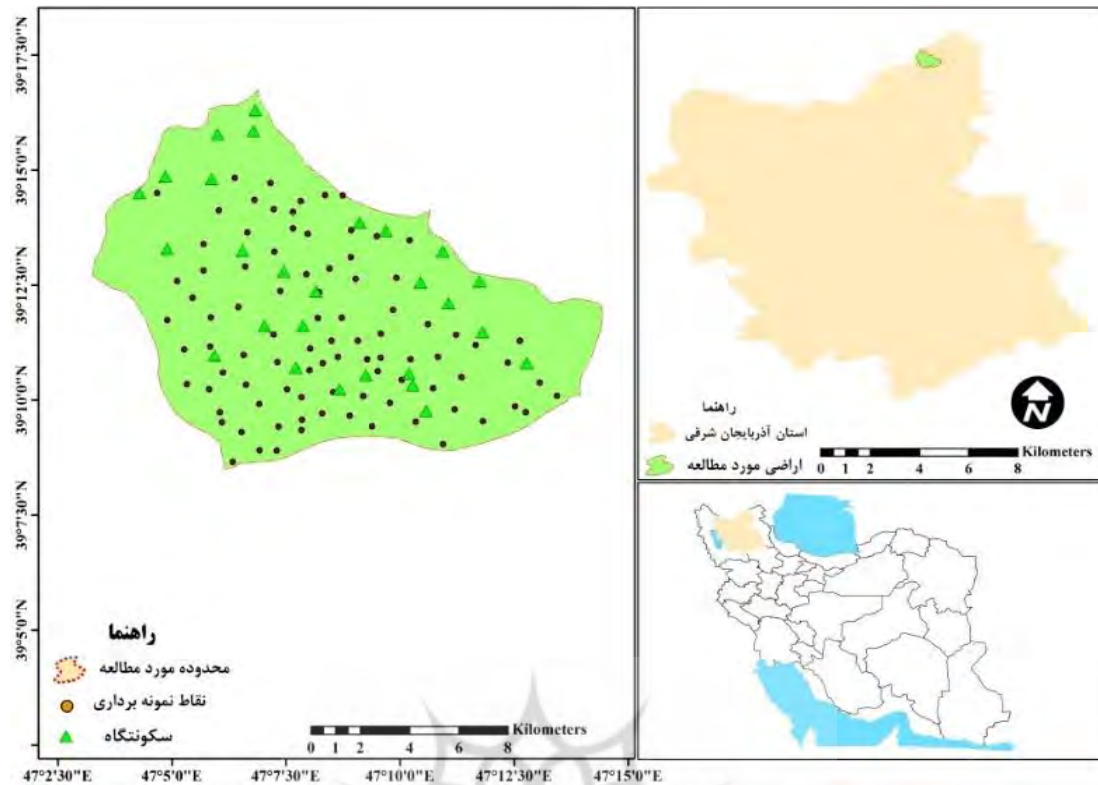 39°17'30"N
39°15'0"N
39°12'30"N
39°10'0"N
39°7'30"N
39°5'0"N
راهنما
محدوده مورد مطالعه
نقاط نمونه برداری
سکونتگاه
Kilometers
0 1 2 4 6 8
47°2'30"E 47°5'0"E 47°7'30"E 47°10'0"E 47°12'30"E 47°15'0"E
راهنما
استان آذربایجان شرقی
اراضی مورد مطالعه
N
Kilometers
0 1 2 4 6 8